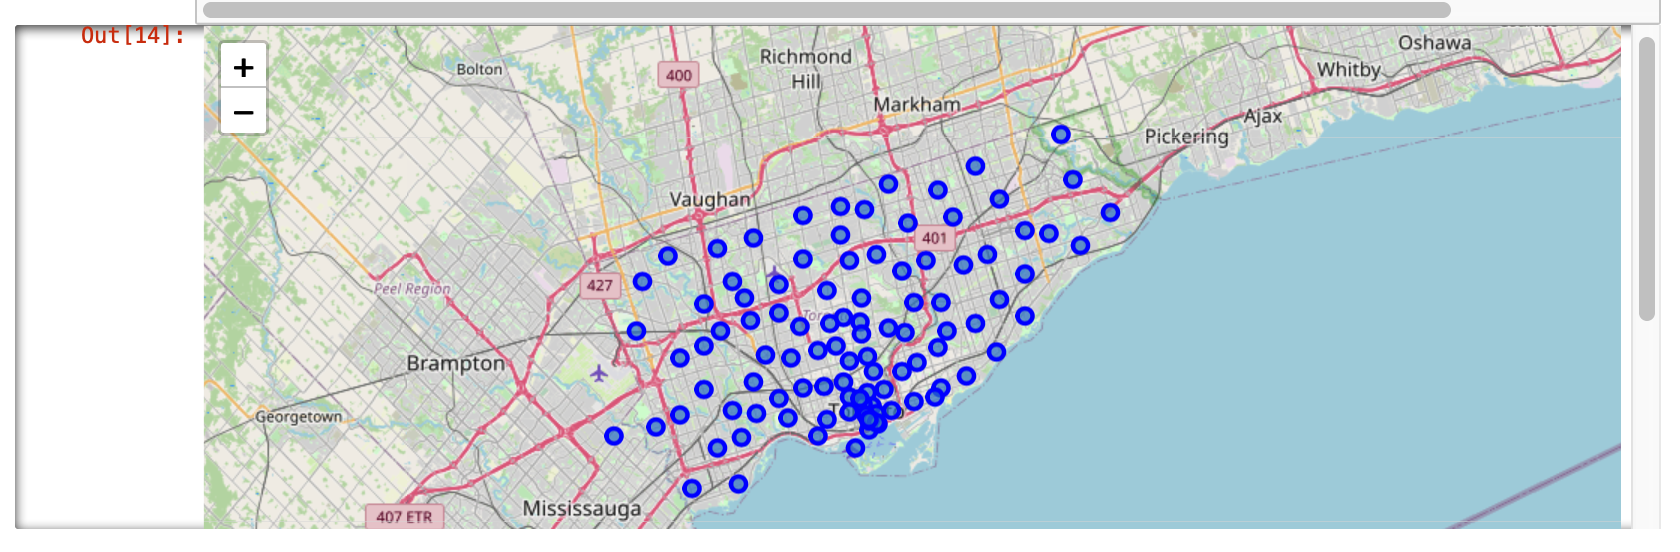 Out[14]:
+
−
Bolton
400
Richmond
Hill
Markham
Oshawa
Whitby
Ajax
Pickering
Vaughan
401
Peel Region
427
Brampton
Georgetown
Mississauga
407 ETR